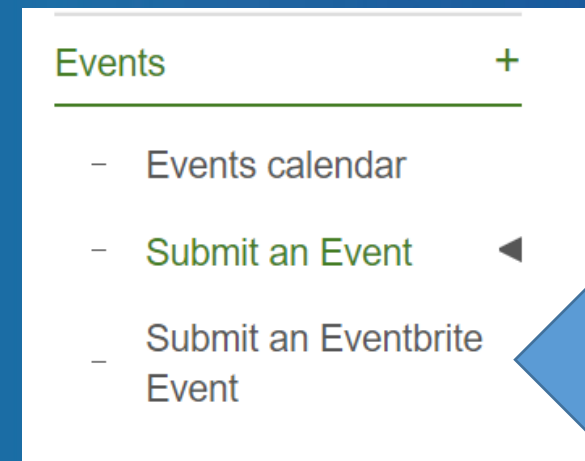 Events +
– Events calendar
– Submit an Event
– Submit an Eventbrite
Event